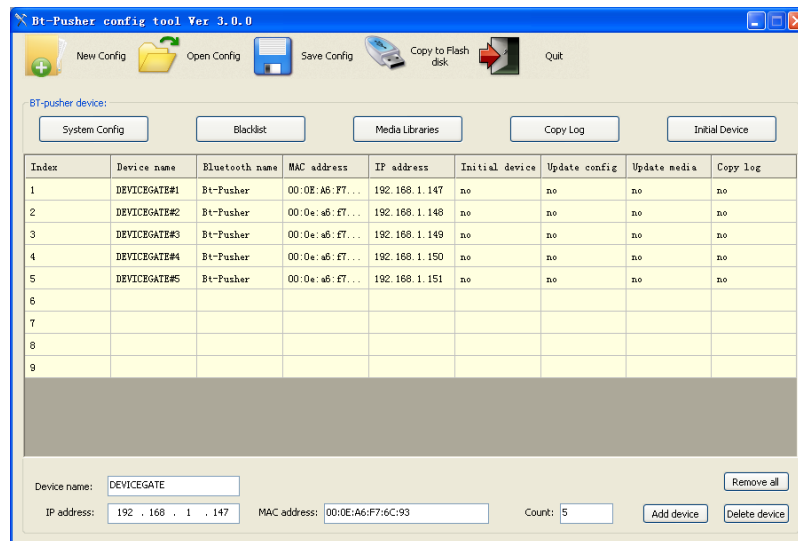 Bt-Pusher config tool Ver 3.0.0
New Config Open Config Save Config Copy to Flash disk Quit
BT-pusher device:
System Config Blacklist Media Libraries Copy Log Initial Device
Index Device name Bluetooth name MAC address IP address Initial device Update config Update media Copy log
1 DEVICEGATE#1 Bt-Pusher 00:0E:A6:F7... 192.168.1.147 no no no no
2 DEVICEGATE#2 Bt-Pusher 00:0e:a6:f7... 192.168.1.148 no no no no
3 DEVICEGATE#3 Bt-Pusher 00:0e:a6:f7... 192.168.1.149 no no no no
4 DEVICEGATE#4 Bt-Pusher 00:0e:a6:f7... 192.168.1.150 no no no no
5 DEVICEGATE#5 Bt-Pusher 00:0e:a6:f7... 192.168.1.151 no no no no
6
7
8
9
Device name: DEVICEGATE Remove all
IP address: 192 . 168 . 1 . 147 MAC address: 00:0E:A6:F7:6C:93 Count: 5 Add device Delete device